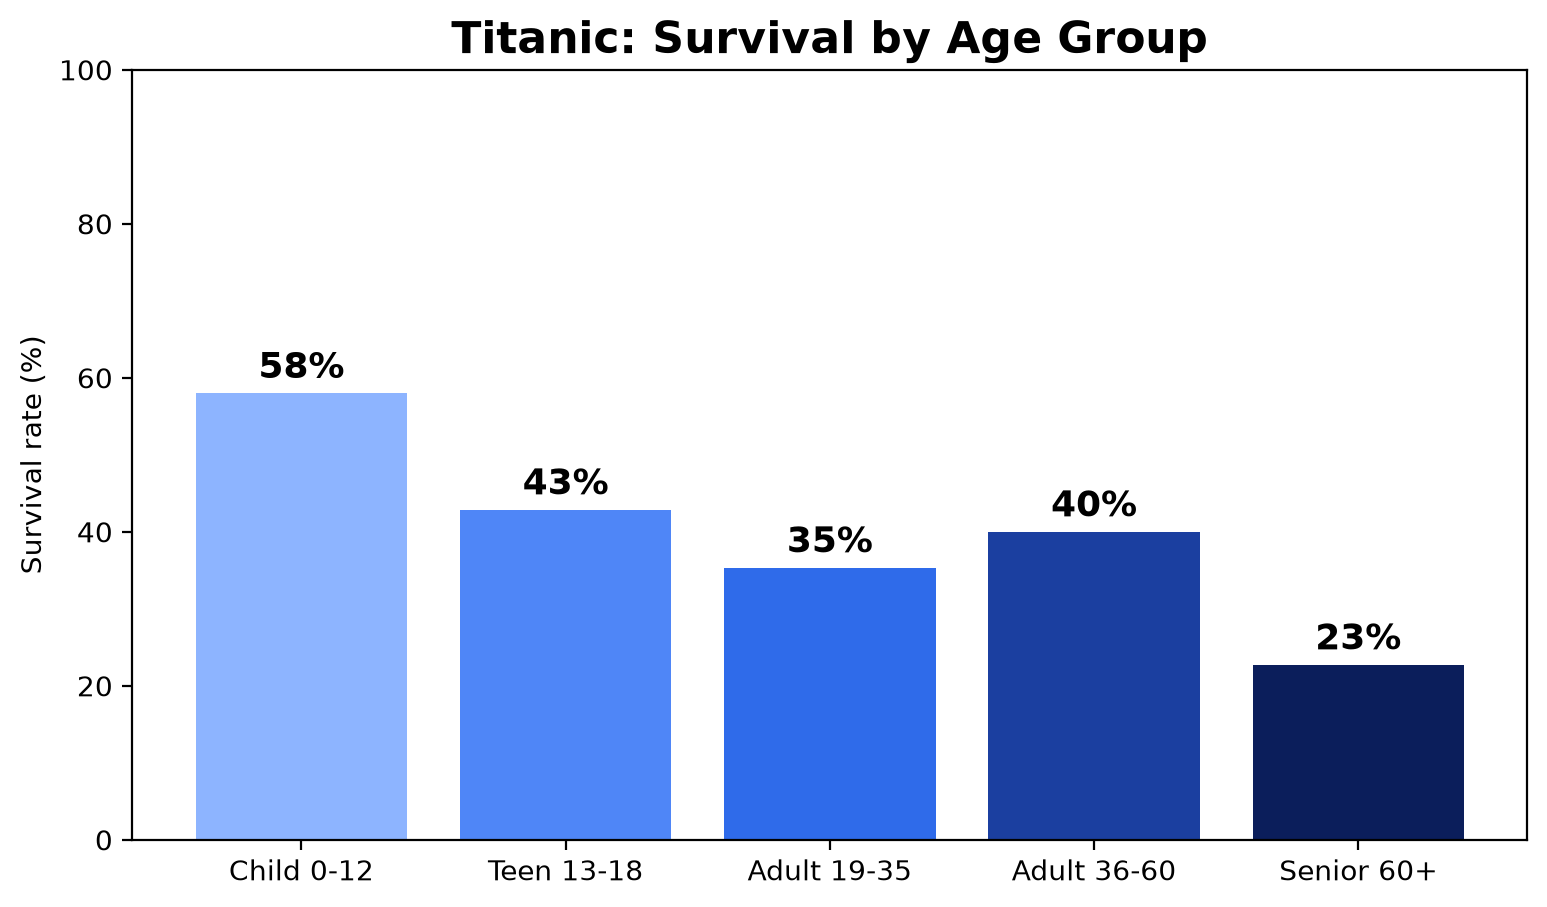 Titanic: Survival by Age Group
Survival rate (%)
100
80
60
40
20
0
58%
43%
35%
40%
23%
Child 0-12
Teen 13-18
Adult 19-35
Adult 36-60
Senior 60+